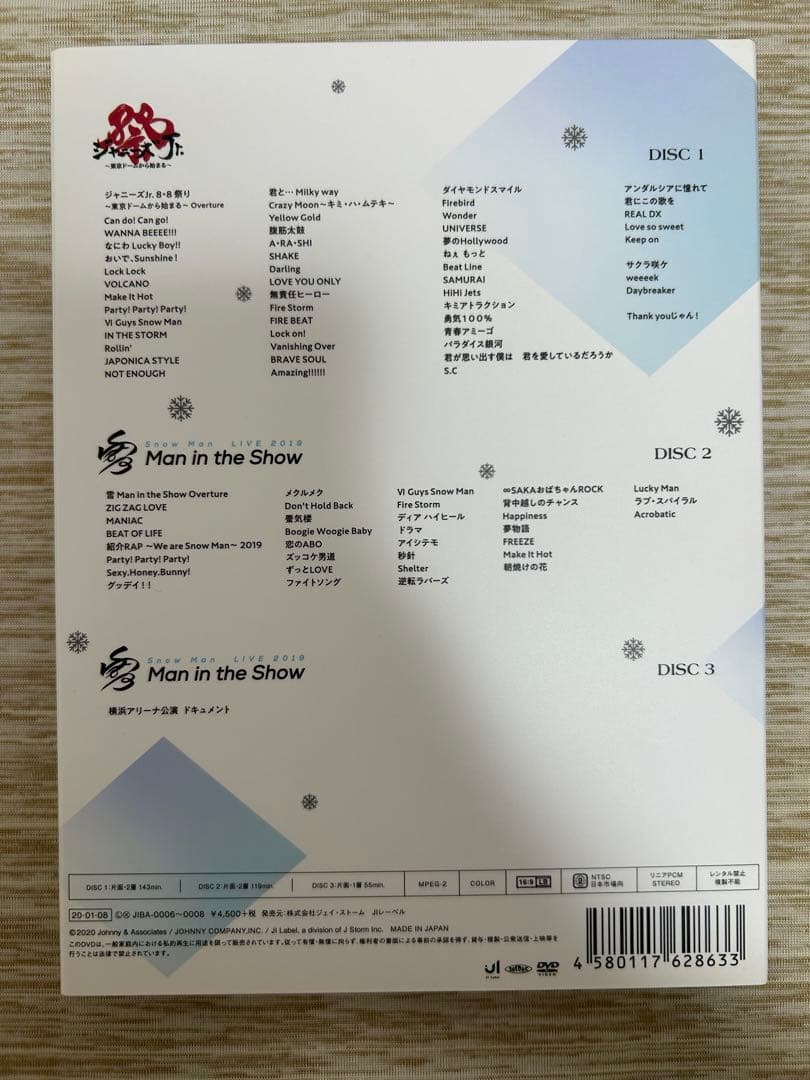 祭
ジャニーズJr.
～東京ドームから始まる～
DISC 1
ジャニーズJr. 8・8 祭り
～東京ドームから始まる～ Overture
Can do! Can go!
WANNA BEEEE!!!
なにわ Lucky Boy!!
おいで、Sunshine!
Lock Lock
VOLCANO
Make It Hot
Party! Party! Party!
VI Guys Snow Man
IN THE STORM
Rollin'
JAPONICA STYLE
NOT ENOUGH
君と… Milky way
Crazy Moon～キミ・ハ・ムテキ～
Yellow Gold
腹筋太鼓
A・RA・SHI
SHAKE
Darling
LOVE YOU ONLY
無責任ヒーロー
Fire Storm
FIRE BEAT
Lock on!
Vanishing Over
BRAVE SOUL
Amazing!!!!!!
ダイヤモンドスマイル
Firebird
Wonder
UNIVERSE
夢のHollywood
ねぇ もっと
Beat Line
SAMURAI
HiHi Jets
キミアトラクション
勇気100%
青春アミーゴ
パラダイス銀河
君が思い出す僕は 君を愛しているだろうか
S.C
アンダルシアに憧れて
君にこの歌を
REAL DX
Love so sweet
Keep on
サクラ咲ケ
weeeek
Daybreaker
Thank youじゃん!
Snow Man LIVE 2019
雪 Man in the Show
DISC 2
雪 Man in the Show Overture
ZIG ZAG LOVE
MANIAC
BEAT OF LIFE
紹介RAP ～We are Snow Man～ 2019
Party! Party! Party!
Sexy.Honey.Bunny!
グッデイ!!
メクルメク
Don't Hold Back
蜃気楼
Boogie Woogie Baby
恋のABO
ズッコケ男道
ずっとLOVE
ファイトソング
VI Guys Snow Man
Fire Storm
ディア ハイヒール
ドラマ
アイシテモ
秒針
Shelter
逆転ラバーズ
∞SAKAおばちゃんROCK
背中越しのチャンス
Happiness
夢物語
FREEZE
Make It Hot
朝焼けの花
Lucky Man
ラブ・スパイラル
Acrobatic
Snow Man LIVE 2019
雪 Man in the Show
DISC 3
横浜アリーナ公演 ドキュメント
DISC 1:片面・2層 143min. DISC 2:片面・2層 119min. DISC 3:片面・1層 55min. MPEG-2 COLOR 16:9 LB 2 NTSC 日本市場向 リニアPCM STEREO レンタル禁止 複製不能
20・01・08 JIBA-0006～0008 ¥4,500+税 発売元:株式会社ジェイ・ストーム JIレーベル
©2020 Johnny & Associates / JOHNNY COMPANY,INC. / JI Label, a division of J Storm Inc. MADE IN JAPAN
このDVDは、一般家庭内における私的再生に用途を限って販売されています。従って有償・無償に拘らず、権利者の書面による事前の承諾を得ず、賃与・複製・公衆送信・上映等を
行うことは法律で禁止されています。
JI Label
DVD VIDEO
4 580117 628633